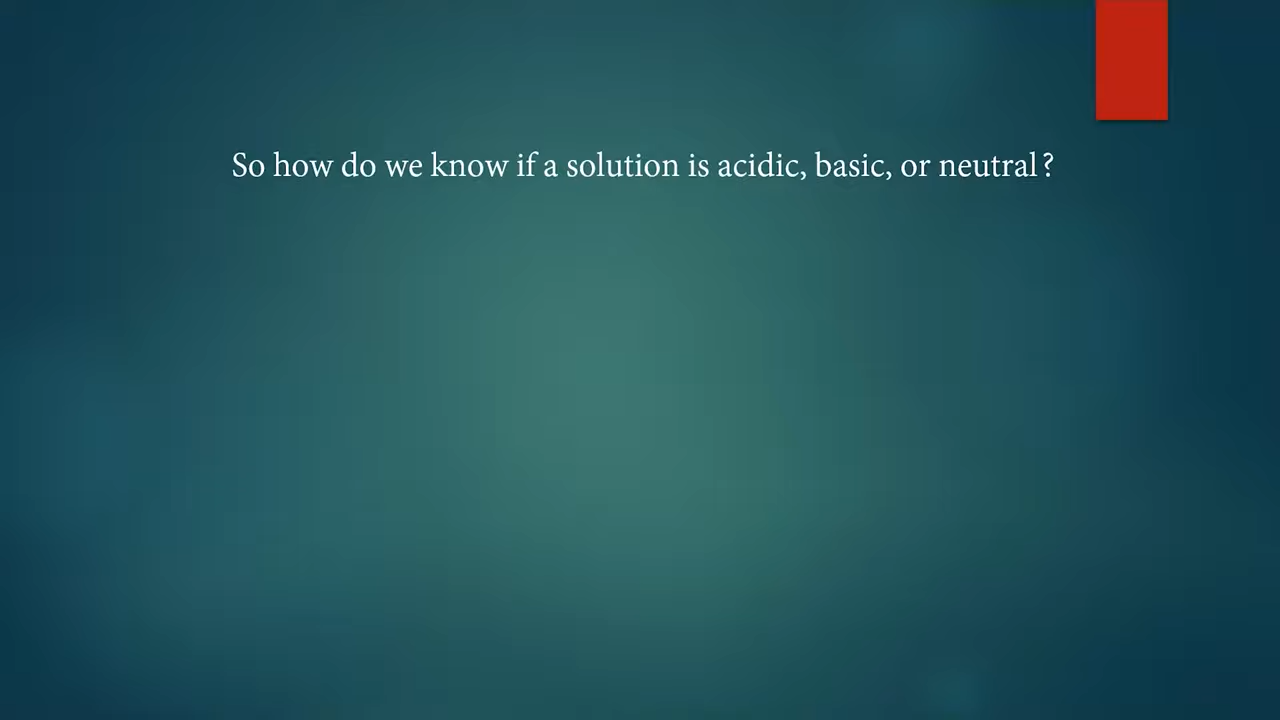 So how do we know if a solution is acidic, basic, or neutral?